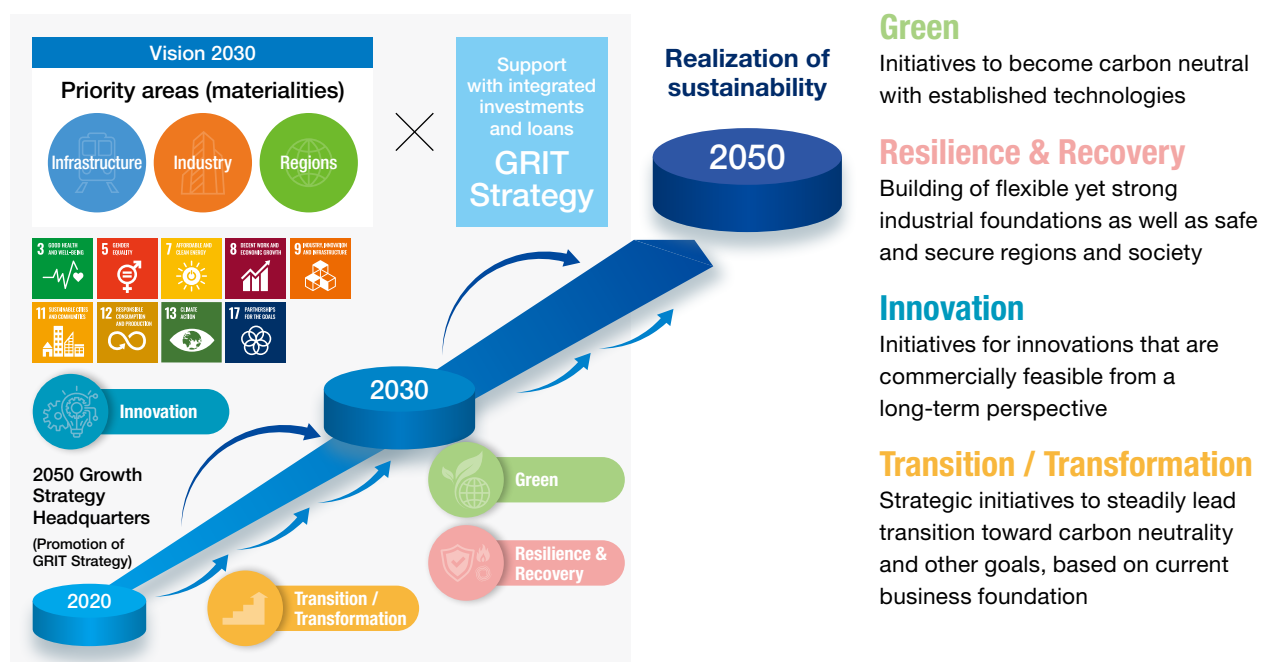 Vision 2030
Priority areas (materialities)
Infrastructure
Industry
Regions
Support
with integrated
investments
and loans
GRIT
Strategy
3 GOOD HEALTH
AND WELL-BEING
5 GENDER
EQUALITY
7 AFFORDABLE AND
CLEAN ENERGY
8 DECENT WORK AND
ECONOMIC GROWTH
9 INDUSTRY, INNOVATION
AND INFRASTRUCTURE
11 SUSTAINABLE CITIES
AND COMMUNITIES
12 RESPONSIBLE
CONSUMPTION
AND PRODUCTION
13 CLIMATE
ACTION
17 PARTNERSHIPS
FOR THE GOALS
Innovation
2050 Growth
Strategy
Headquarters
(Promotion of
GRIT Strategy)
2020
Transition /
Transformation
2030
Green
Resilience &
Recovery
Realization of
sustainability
2050
Green
Initiatives to become carbon neutral
with established technologies
Resilience & Recovery
Building of flexible yet strong
industrial foundations as well as safe
and secure regions and society
Innovation
Initiatives for innovations that are
commercially feasible from a
long-term perspective
Transition / Transformation
Strategic initiatives to steadily lead
transition toward carbon neutrality
and other goals, based on current
business foundation